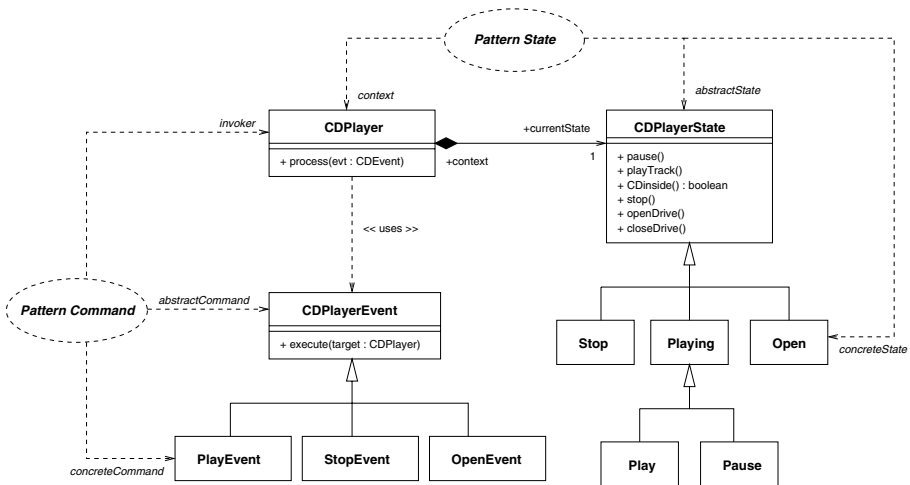 Pattern State
context
abstractState
invoker
CDPlayer
+ process(evt : CDEvent)
+currentState
+context
1
CDPlayerState
+ pause()
+ playTrack()
+ CDinside() : boolean
+ stop()
+ openDrive()
+ closeDrive()
<< uses >>
Pattern Command
abstractCommand
CDPlayerEvent
+ execute(target : CDPlayer)
Stop
Playing
Open
concreteState
PlayEvent
StopEvent
OpenEvent
concreteCommand
Play
Pause